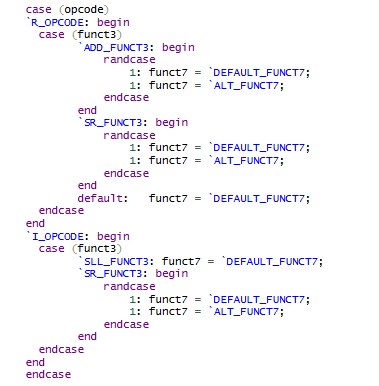 case (opcode)
`R_OPCODE: begin
case (funct3)
`ADD_FUNCT3: begin
randcase
1: funct7 = `DEFAULT_FUNCT7;
1: funct7 = `ALT_FUNCT7;
endcase
end
`SR_FUNCT3: begin
randcase
1: funct7 = `DEFAULT_FUNCT7;
1: funct7 = `ALT_FUNCT7;
endcase
end
default: funct7 = `DEFAULT_FUNCT7;
endcase
end
`I_OPCODE: begin
case (funct3)
`SLL_FUNCT3: funct7 = `DEFAULT_FUNCT7;
`SR_FUNCT3: begin
randcase
1: funct7 = `DEFAULT_FUNCT7;
1: funct7 = `ALT_FUNCT7;
endcase
end
endcase
end
endcase